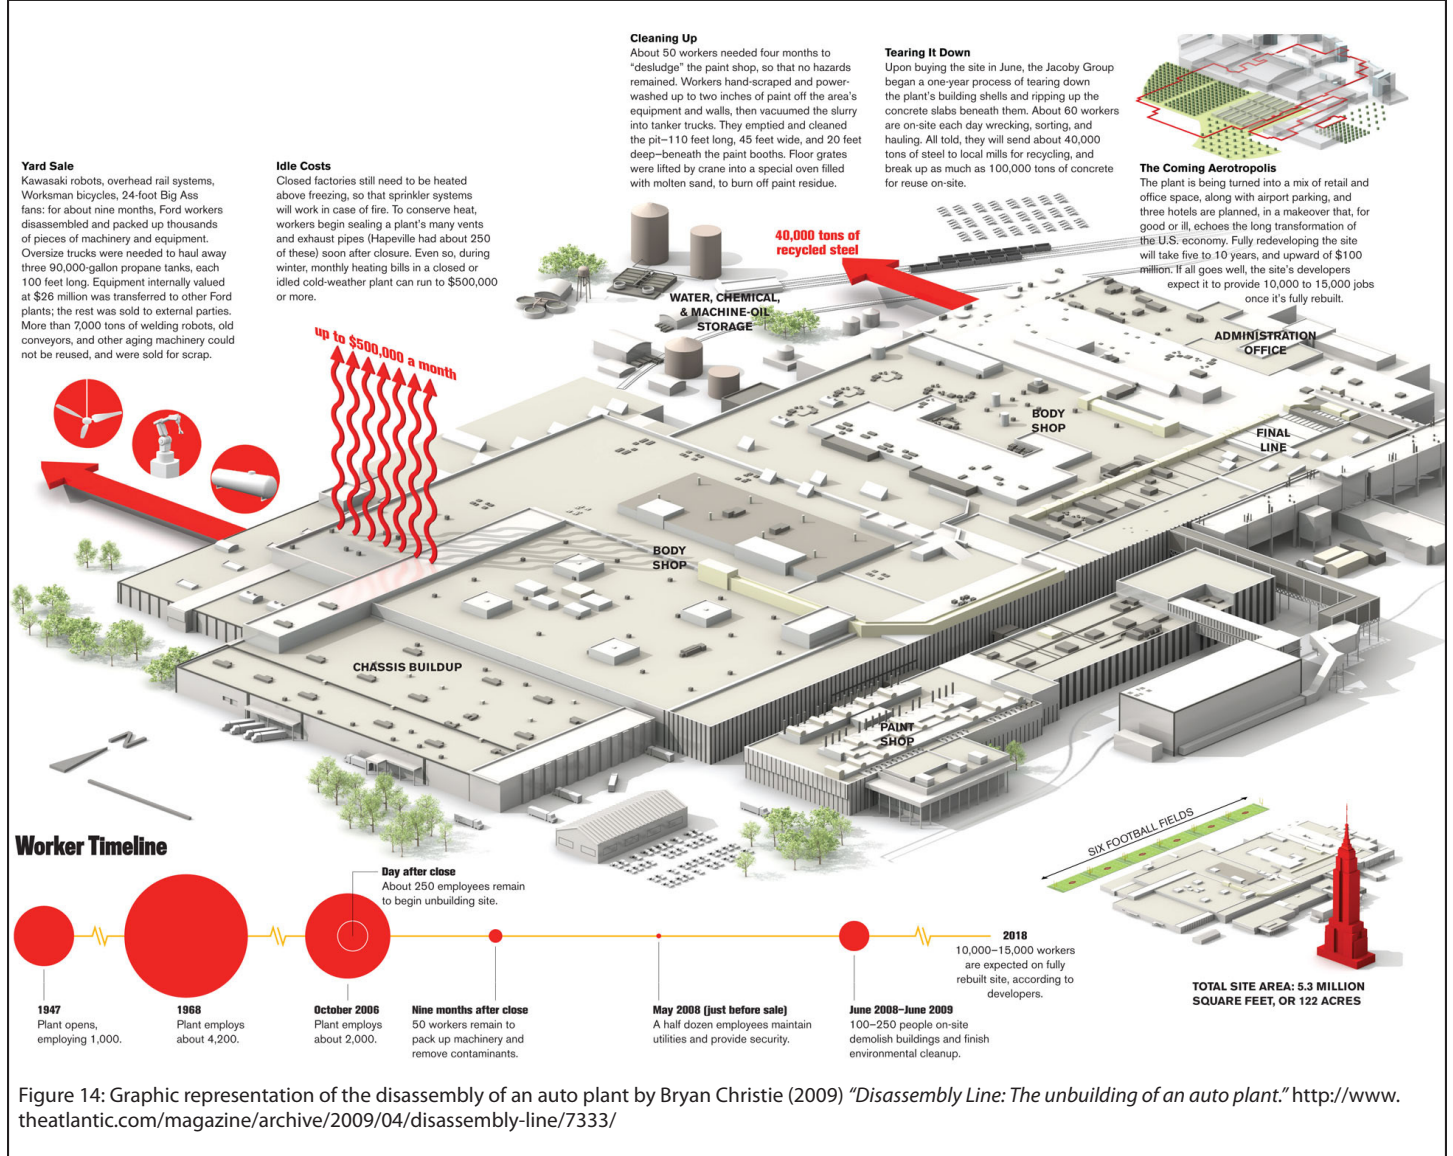 Cleaning Up
About 50 workers needed four months to
“desludge” the paint shop, so that no hazards
remained. Workers hand-scraped and power-
washed up to two inches of paint off the area’s
equipment and walls, then vacuumed the slurry
into tanker trucks. They emptied and cleaned
the pit—110 feet long, 45 feet wide, and 20 feet
deep—beneath the paint booths. Floor grates
were lifted by crane into a special oven filled
with molten sand, to burn off paint residue.
Tearing It Down
Upon buying the site in June, the Jacoby Group
began a one-year process of tearing down
the plant’s building shells and ripping up the
concrete slabs beneath them. About 60 workers
are on-site each day wrecking, sorting, and
hauling. All told, they will send about 40,000
tons of steel to local mills for recycling, and
break up as much as 100,000 tons of concrete
for reuse on-site.
Yard Sale
Kawasaki robots, overhead rail systems,
Worksman bicycles, 24-foot Big Ass
fans: for about nine months, Ford workers
disassembled and packed up thousands
of pieces of machinery and equipment.
Oversize trucks were needed to haul away
three 90,000-gallon propane tanks, each
100 feet long. Equipment internally valued
at $26 million was transferred to other Ford
plants; the rest was sold to external parties.
More than 7,000 tons of welding robots, old
conveyors, and other aging machinery could
not be reused, and were sold for scrap.
Idle Costs
Closed factories still need to be heated
above freezing, so that sprinkler systems
will work in case of fire. To conserve heat,
workers begin sealing a plant’s many vents
and exhaust pipes (Hapeville had about 250
of these) soon after closure. Even so, during
winter, monthly heating bills in a closed or
idled cold-weather plant can run to $500,000
or more.
The Coming Aerotropolis
The plant is being turned into a mix of retail and
office space, along with airport parking, and
three hotels are planned, in a makeover that, for
good or ill, echoes the long transformation of
the U.S. economy. Fully redeveloping the site
will take five to 10 years, and upward of $100
million. If all goes well, the site’s developers
expect it to provide 10,000 to 15,000 jobs
once it’s fully rebuilt.
40,000 tons of
recycled steel
WATER, CHEMICAL,
& MACHINE-OIL
STORAGE
up to $500,000 a month
ADMINISTRATION
OFFICE
BODY
SHOP
FINAL
LINE
BODY
SHOP
CHASSIS BUILDUP
PAINT
SHOP
N
Worker Timeline
Day after close
About 250 employees remain
to begin unbuilding site.
1947
Plant opens,
employing 1,000.
1968
Plant employs
about 4,200.
October 2006
Plant employs
about 2,000.
Nine months after close
50 workers remain to
pack up machinery and
remove contaminants.
May 2008 (just before sale)
A half dozen employees maintain
utilities and provide security.
June 2008–June 2009
100–250 people on-site
demolish buildings and finish
environmental cleanup.
2018
10,000–15,000 workers
are expected on fully
rebuilt site, according to
developers.
SIX FOOTBALL FIELDS
TOTAL SITE AREA: 5.3 MILLION
SQUARE FEET, OR 122 ACRES
Figure 14: Graphic representation of the disassembly of an auto plant by Bryan Christie (2009) “Disassembly Line: The unbuilding of an auto plant.” http://www.
theatlantic.com/magazine/archive/2009/04/disassembly-line/7333/